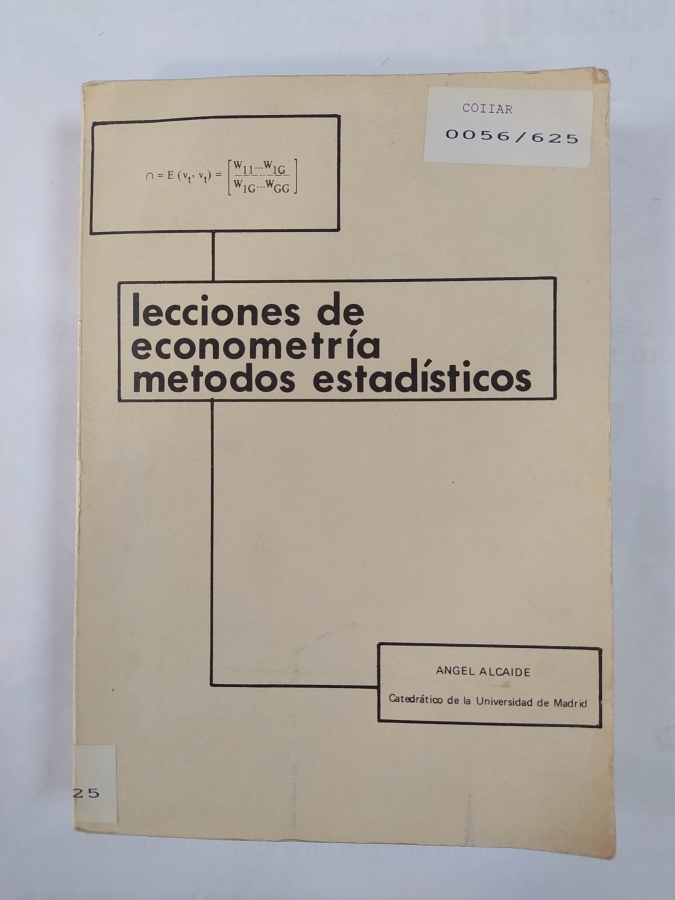 COIIAR
0056/625
∩ = E (v_t, v_t) = [W_11...W_1G
W_1G...W_GG]
lecciones de
econometría
metodos estadísticos
ANGEL ALCAIDE
Catedrático de la Universidad de Madrid
25